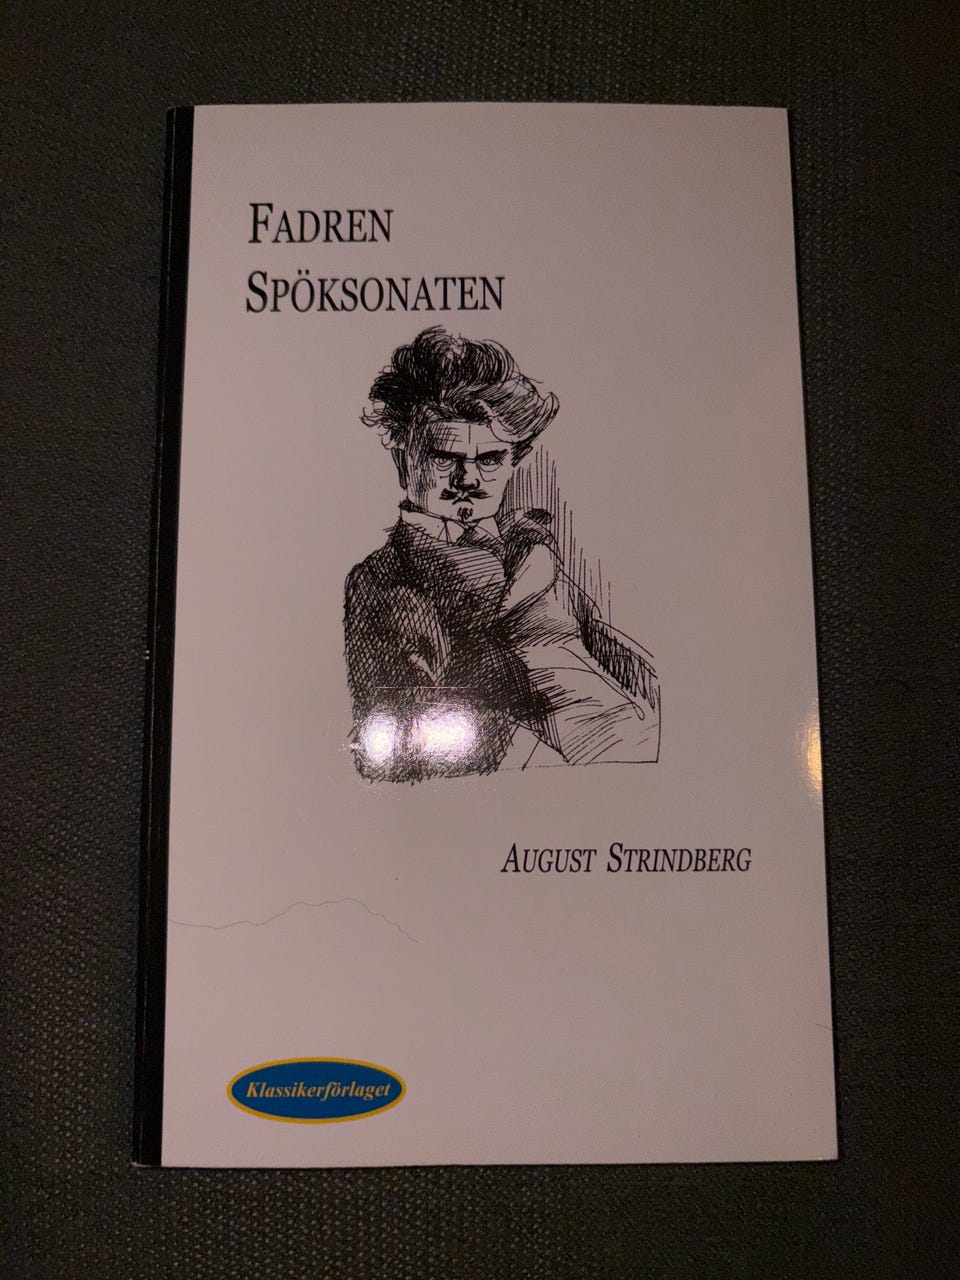 FADREN
SPÖKSONATEN
AUGUST STRINDBERG
Klassikerförlaget